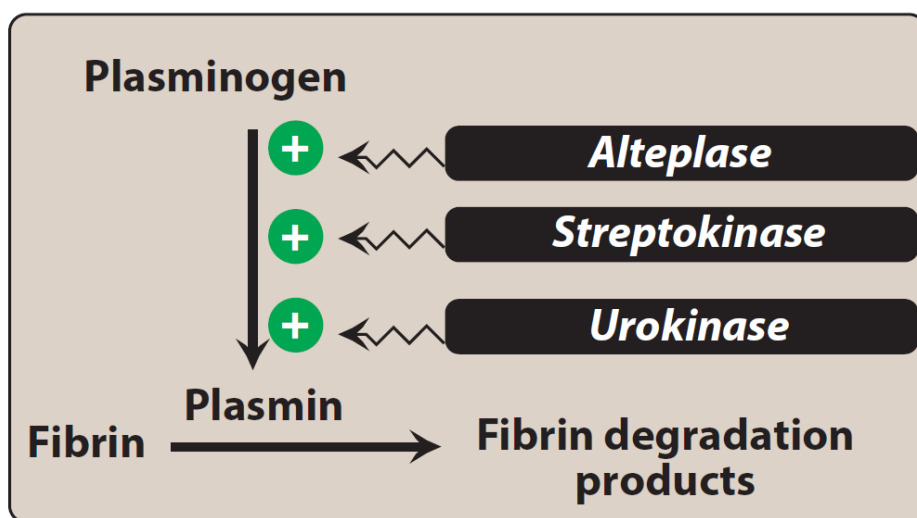 Plasminogen
+
Alteplase
+
Streptokinase
+
Urokinase
Plasmin
Fibrin
Fibrin degradation
products